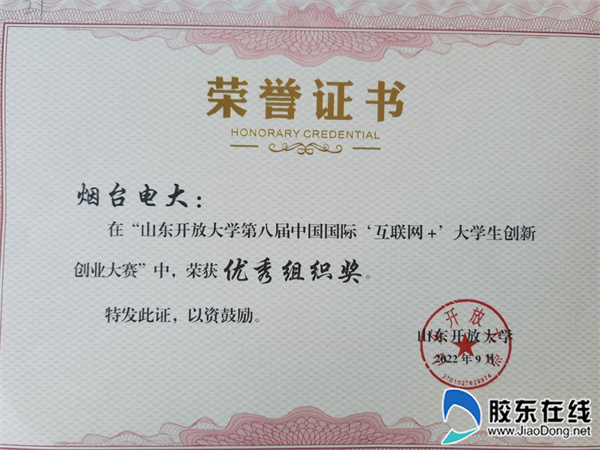 荣誉证书
HONORARY CREDENTIAL
烟台电大：
在“山东开放大学第八届中国国际‘互联网+’大学生创新
创业大赛”中，荣获优秀组织奖。
特发此证，以资鼓励。
山东开放大学
2022年9月
3701027629974
胶东在线
www.JiaoDong.net